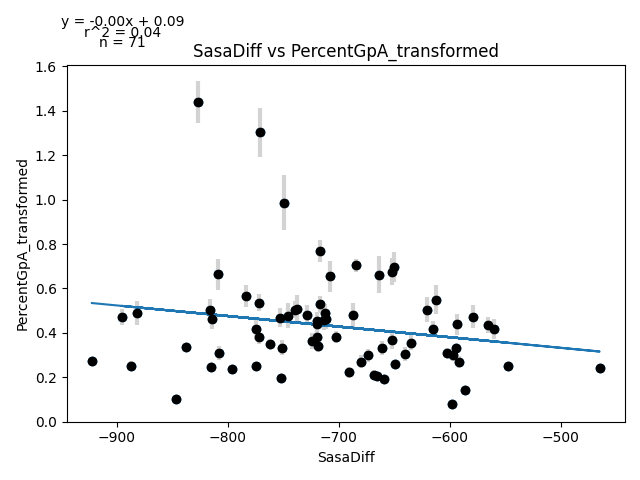 y = -0.00x + 0.09
r^2 = 0.04
n = 71
SasaDiff vs PercentGpA_transformed
1.6
1.4
1.2
1.0
0.8
0.6
0.4
0.2
0.0
PercentGpA_transformed
−900
−800
−700
−600
−500
SasaDiff